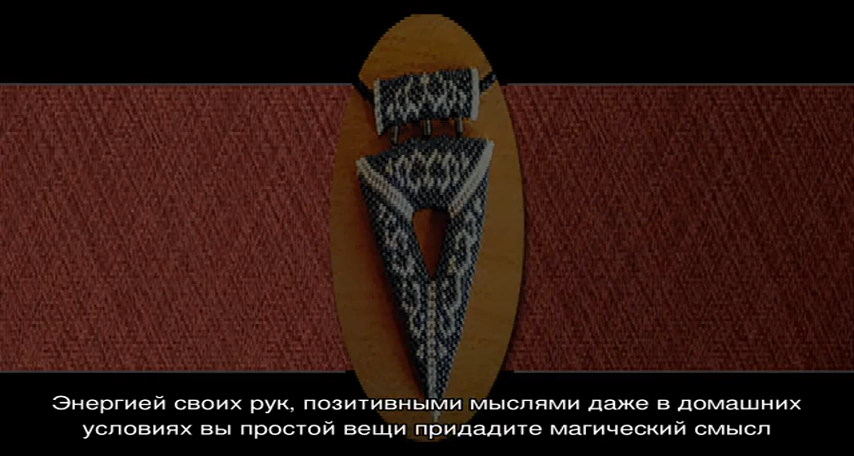 Энергией своих рук, позитивными мыслями даже в домашних
условиях вы простой вещи придадите магический смысл